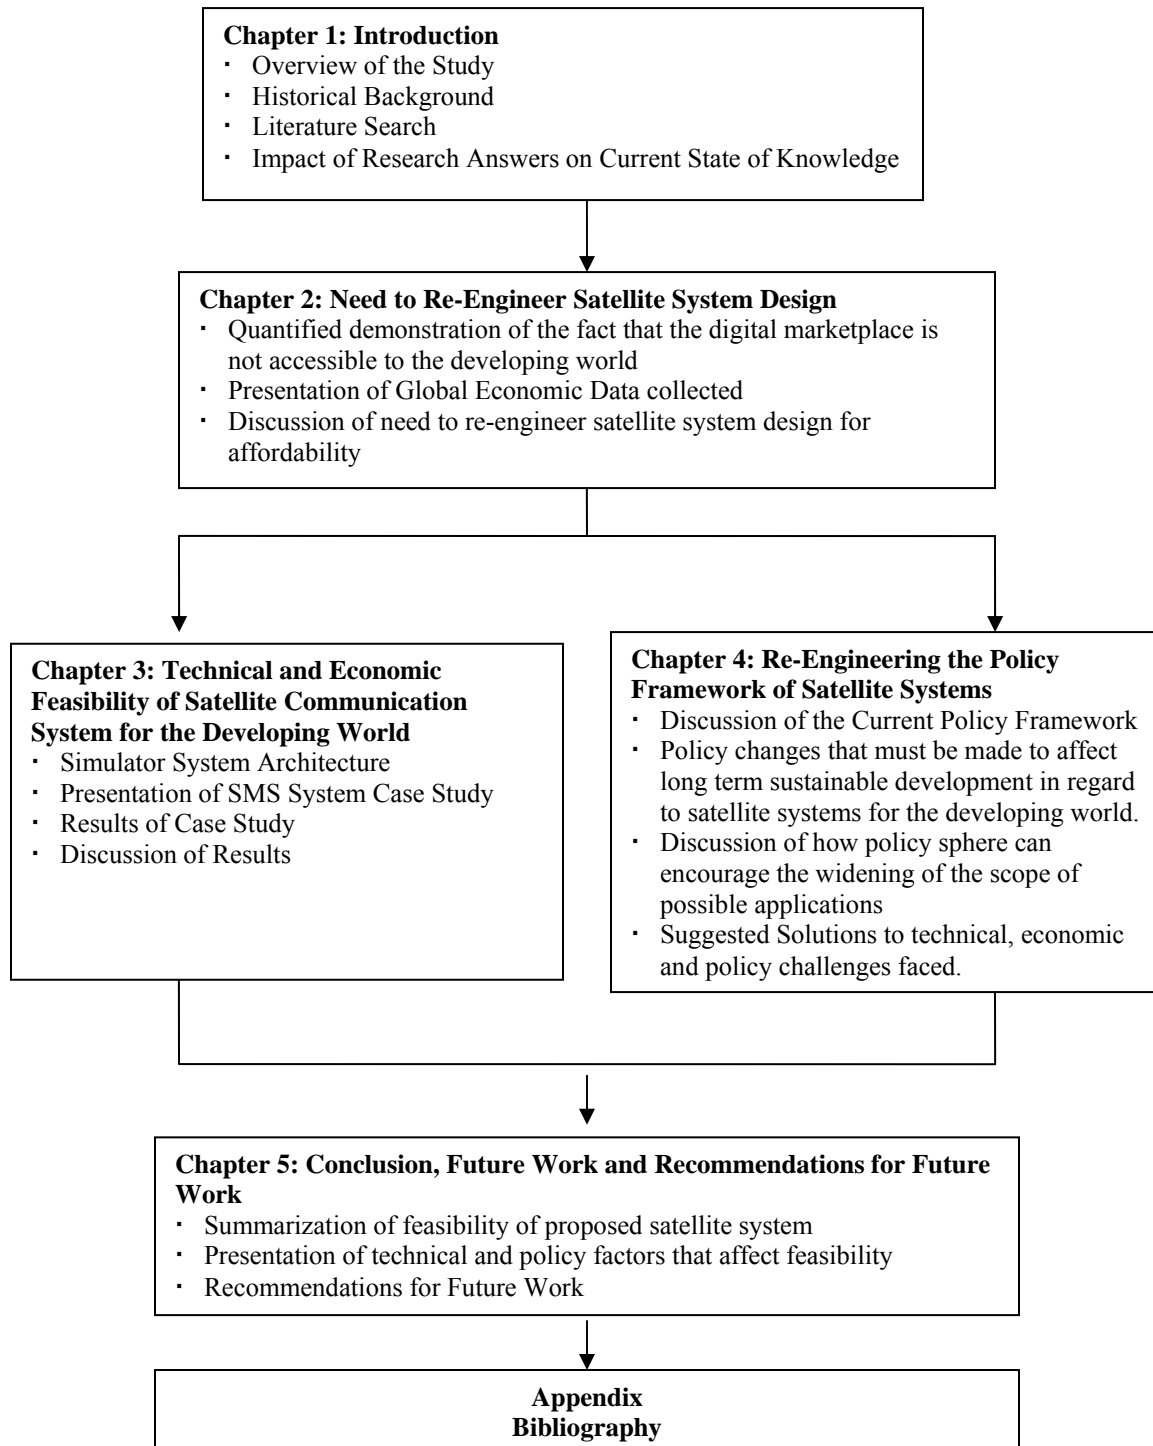 Chapter 1: Introduction
▪ Overview of the Study
▪ Historical Background
▪ Literature Search
▪ Impact of Research Answers on Current State of Knowledge
Chapter 2: Need to Re-Engineer Satellite System Design
▪ Quantified demonstration of the fact that the digital marketplace is
not accessible to the developing world
▪ Presentation of Global Economic Data collected
▪ Discussion of need to re-engineer satellite system design for
affordability
Chapter 3: Technical and Economic
Feasibility of Satellite Communication
System for the Developing World
▪ Simulator System Architecture
▪ Presentation of SMS System Case Study
▪ Results of Case Study
▪ Discussion of Results
Chapter 4: Re-Engineering the Policy
Framework of Satellite Systems
▪ Discussion of the Current Policy Framework
▪ Policy changes that must be made to affect
long term sustainable development in regard
to satellite systems for the developing world.
▪ Discussion of how policy sphere can
encourage the widening of the scope of
possible applications
▪ Suggested Solutions to technical, economic
and policy challenges faced.
Chapter 5: Conclusion, Future Work and Recommendations for Future
Work
▪ Summarization of feasibility of proposed satellite system
▪ Presentation of technical and policy factors that affect feasibility
▪ Recommendations for Future Work
Appendix
Bibliography